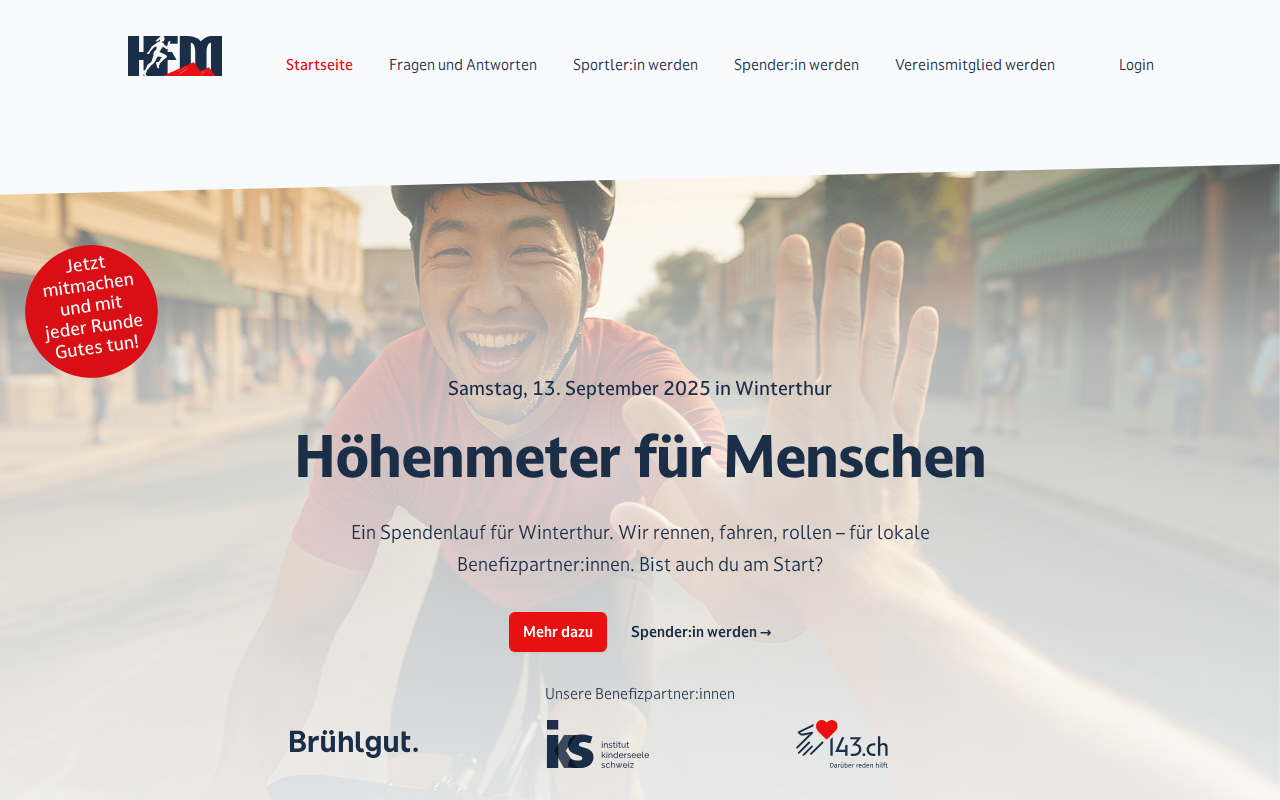 HFM
Startseite
Fragen und Antworten
Sportler:in werden
Spender:in werden
Vereinsmitglied werden
Login
Jetzt
mitmachen
und mit
jeder Runde
Gutes tun!
Samstag, 13. September 2025 in Winterthur
Höhenmeter für Menschen
Ein Spendenlauf für Winterthur. Wir rennen, fahren, rollen – für lokale
Benefizpartner:innen. Bist auch du am Start?
Mehr dazu
Spender:in werden →
Unsere Benefizpartner:innen
Brühlgut.
iks
institut
kinderseele
schweiz
143.ch
Darüber reden hilft